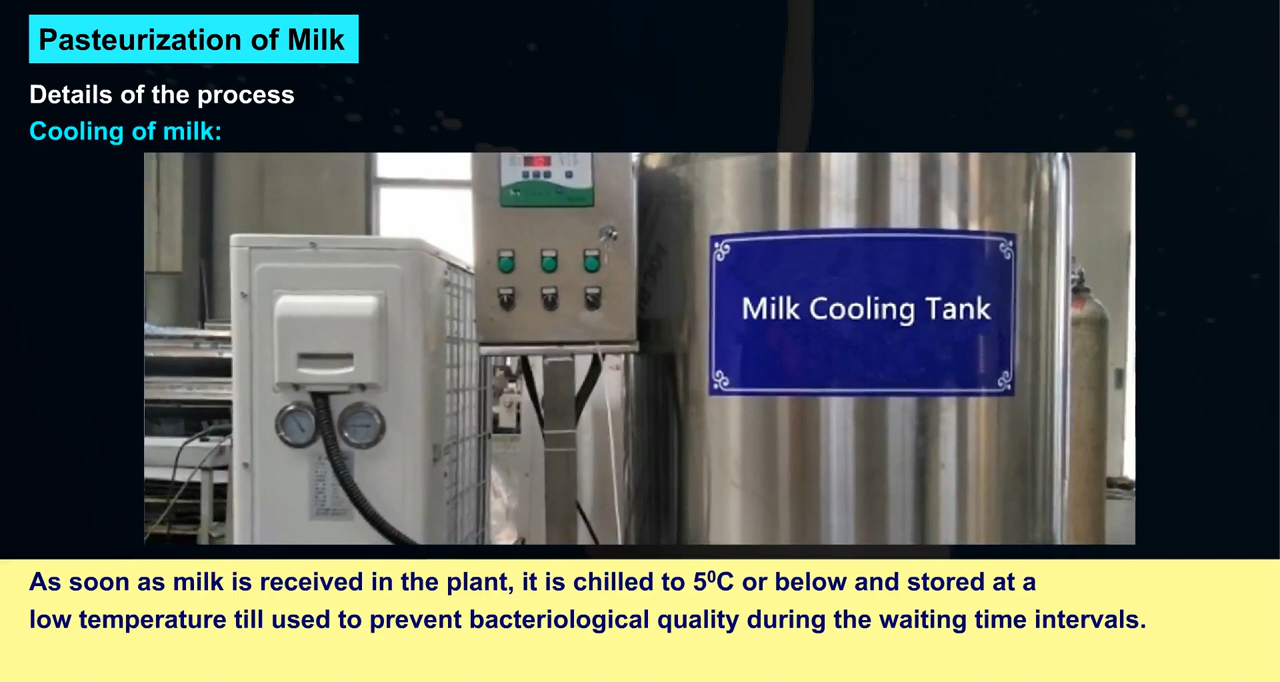 Pasteurization of Milk
Details of the process
Cooling of milk:
Milk Cooling Tank
As soon as milk is received in the plant, it is chilled to 5⁰C or below and stored at a
low temperature till used to prevent bacteriological quality during the waiting time intervals.